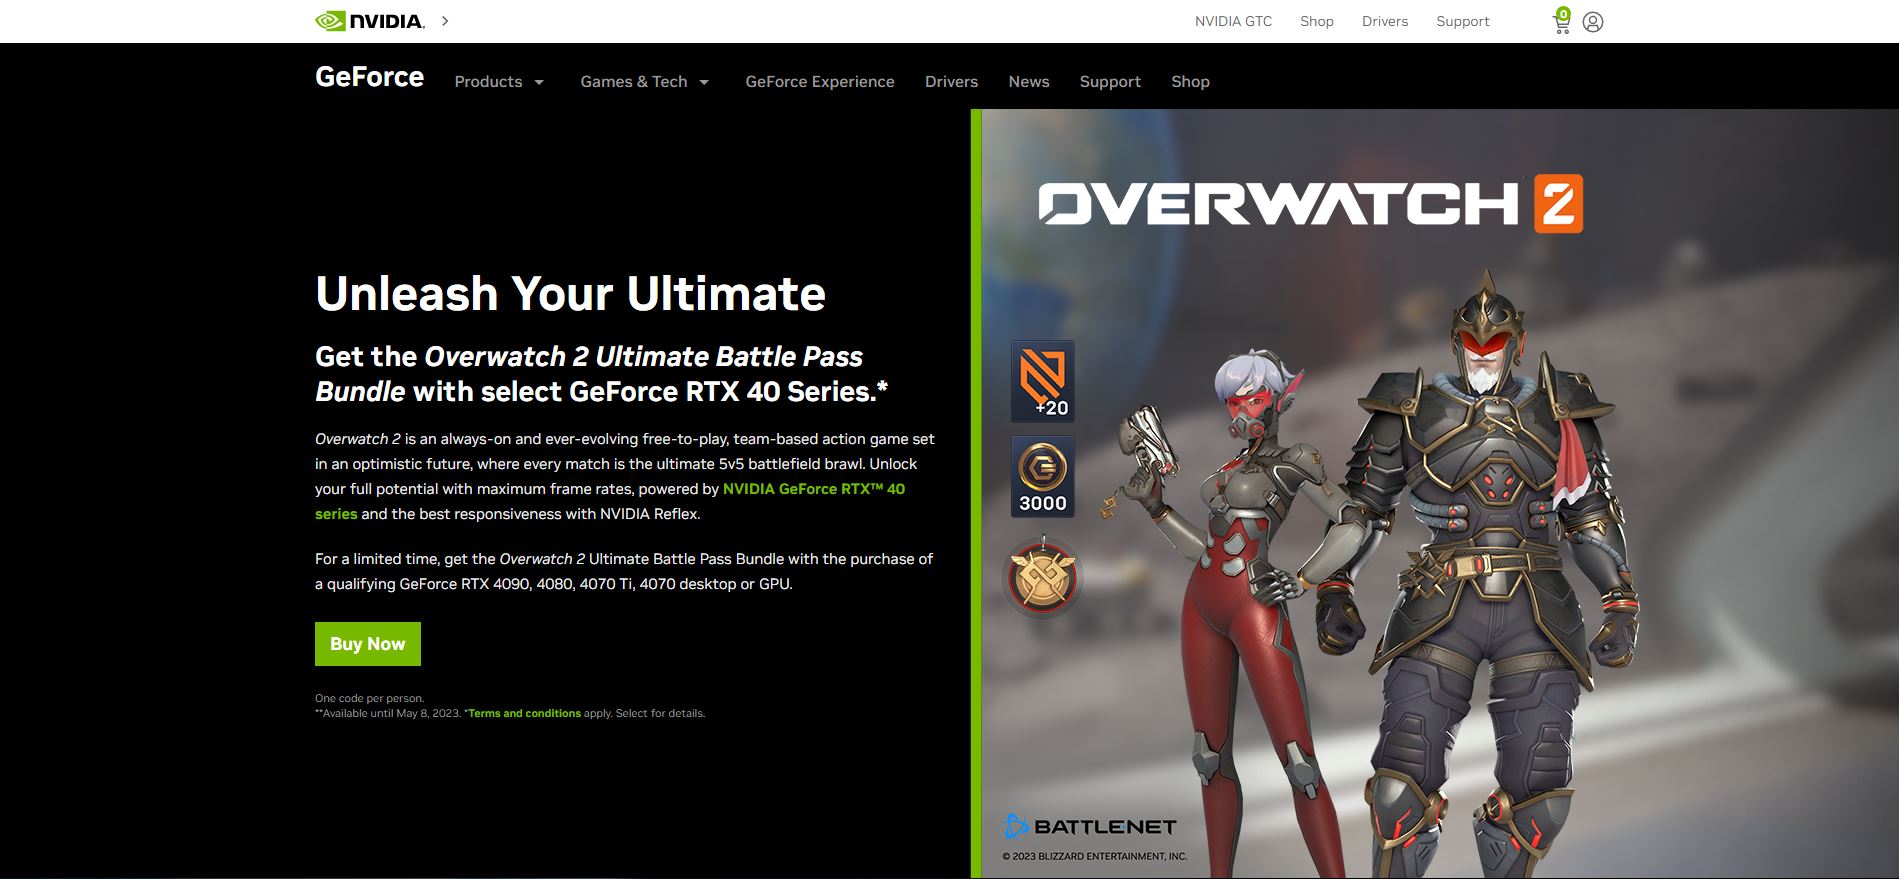 NVIDIA.
NVIDIA GTC
Shop
Drivers
Support
0
GeForce
Products
Games & Tech
GeForce Experience
Drivers
News
Support
Shop
Unleash Your Ultimate
Get the Overwatch 2 Ultimate Battle Pass
Bundle with select GeForce RTX 40 Series.*
Overwatch 2 is an always-on and ever-evolving free-to-play, team-based action game set
in an optimistic future, where every match is the ultimate 5v5 battlefield brawl. Unlock
your full potential with maximum frame rates, powered by NVIDIA GeForce RTX™ 40
series and the best responsiveness with NVIDIA Reflex.
For a limited time, get the Overwatch 2 Ultimate Battle Pass Bundle with the purchase of
a qualifying GeForce RTX 4090, 4080, 4070 Ti, 4070 desktop or GPU.
Buy Now
One code per person.
**Available until May 8, 2023. *Terms and conditions apply. Select for details.
OVERWATCH 2
+20
3000
BATTLE.NET
© 2023 BLIZZARD ENTERTAINMENT, INC.